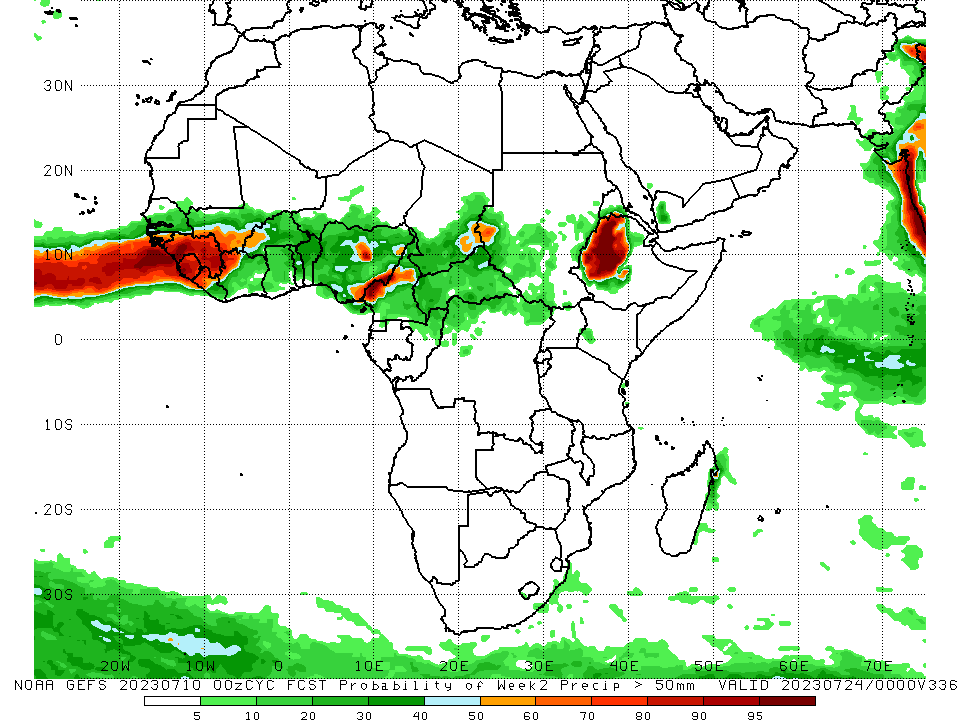 30N
20N
10N
0
10S
20S
30S
20W 10W 0 10E 20E 30E 40E 50E 60E 70E
NOAA GEFS 20230710 00zCYC FCST Probability of Week2 Precip > 50mm VALID 20230724/0000V336
5 10 20 30 40 50 60 70 80 90 95